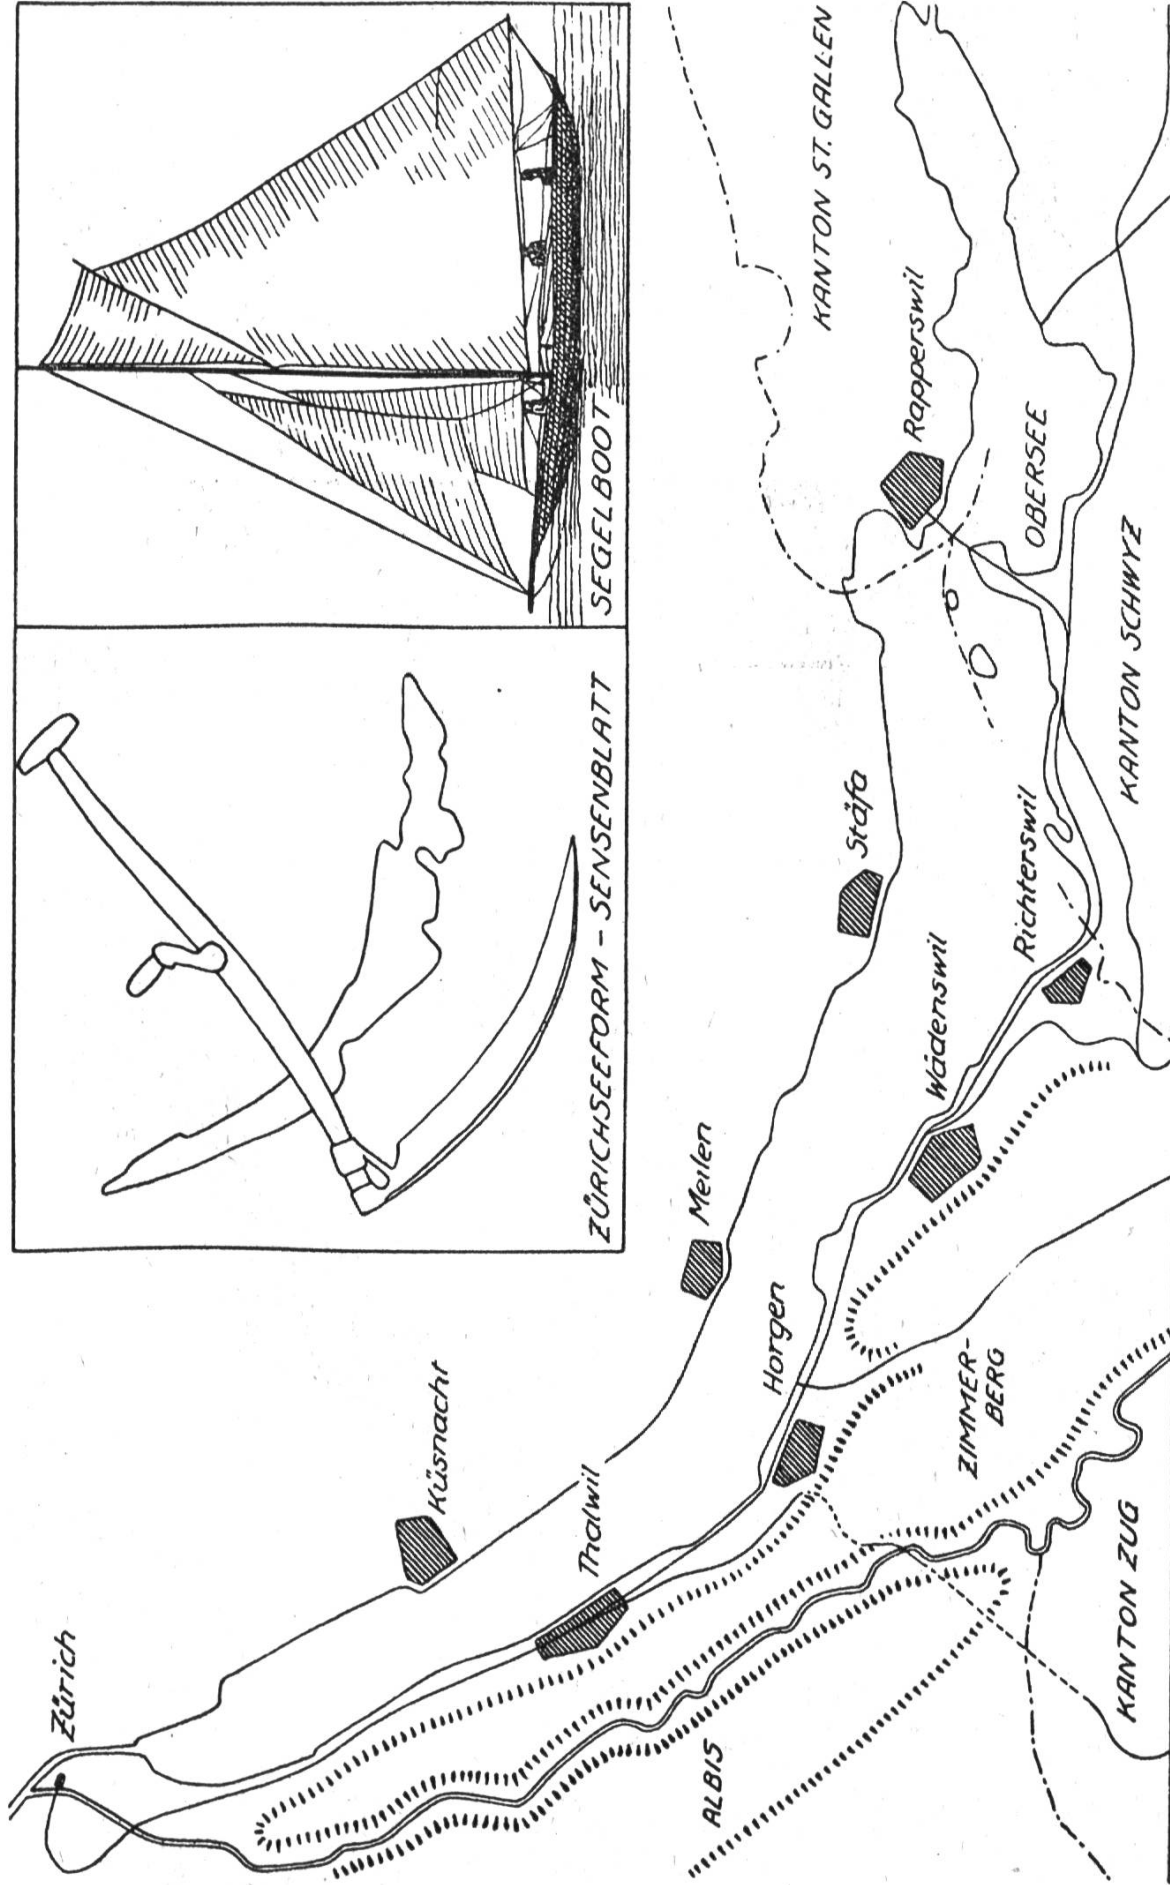 ZÜRICHSEEFORM – SENSENBLATT
SEGELBOOT
Zürich
Küsnacht
Thalwil
Meilen
Horgen
Stäfa
Wädenswil
Richterswil
Rapperswil
OBERSEE
KANTON ST. GALLEN
KANTON SCHWYZ
ALBIS
ZIMMER-
BERG
KANTON ZUG